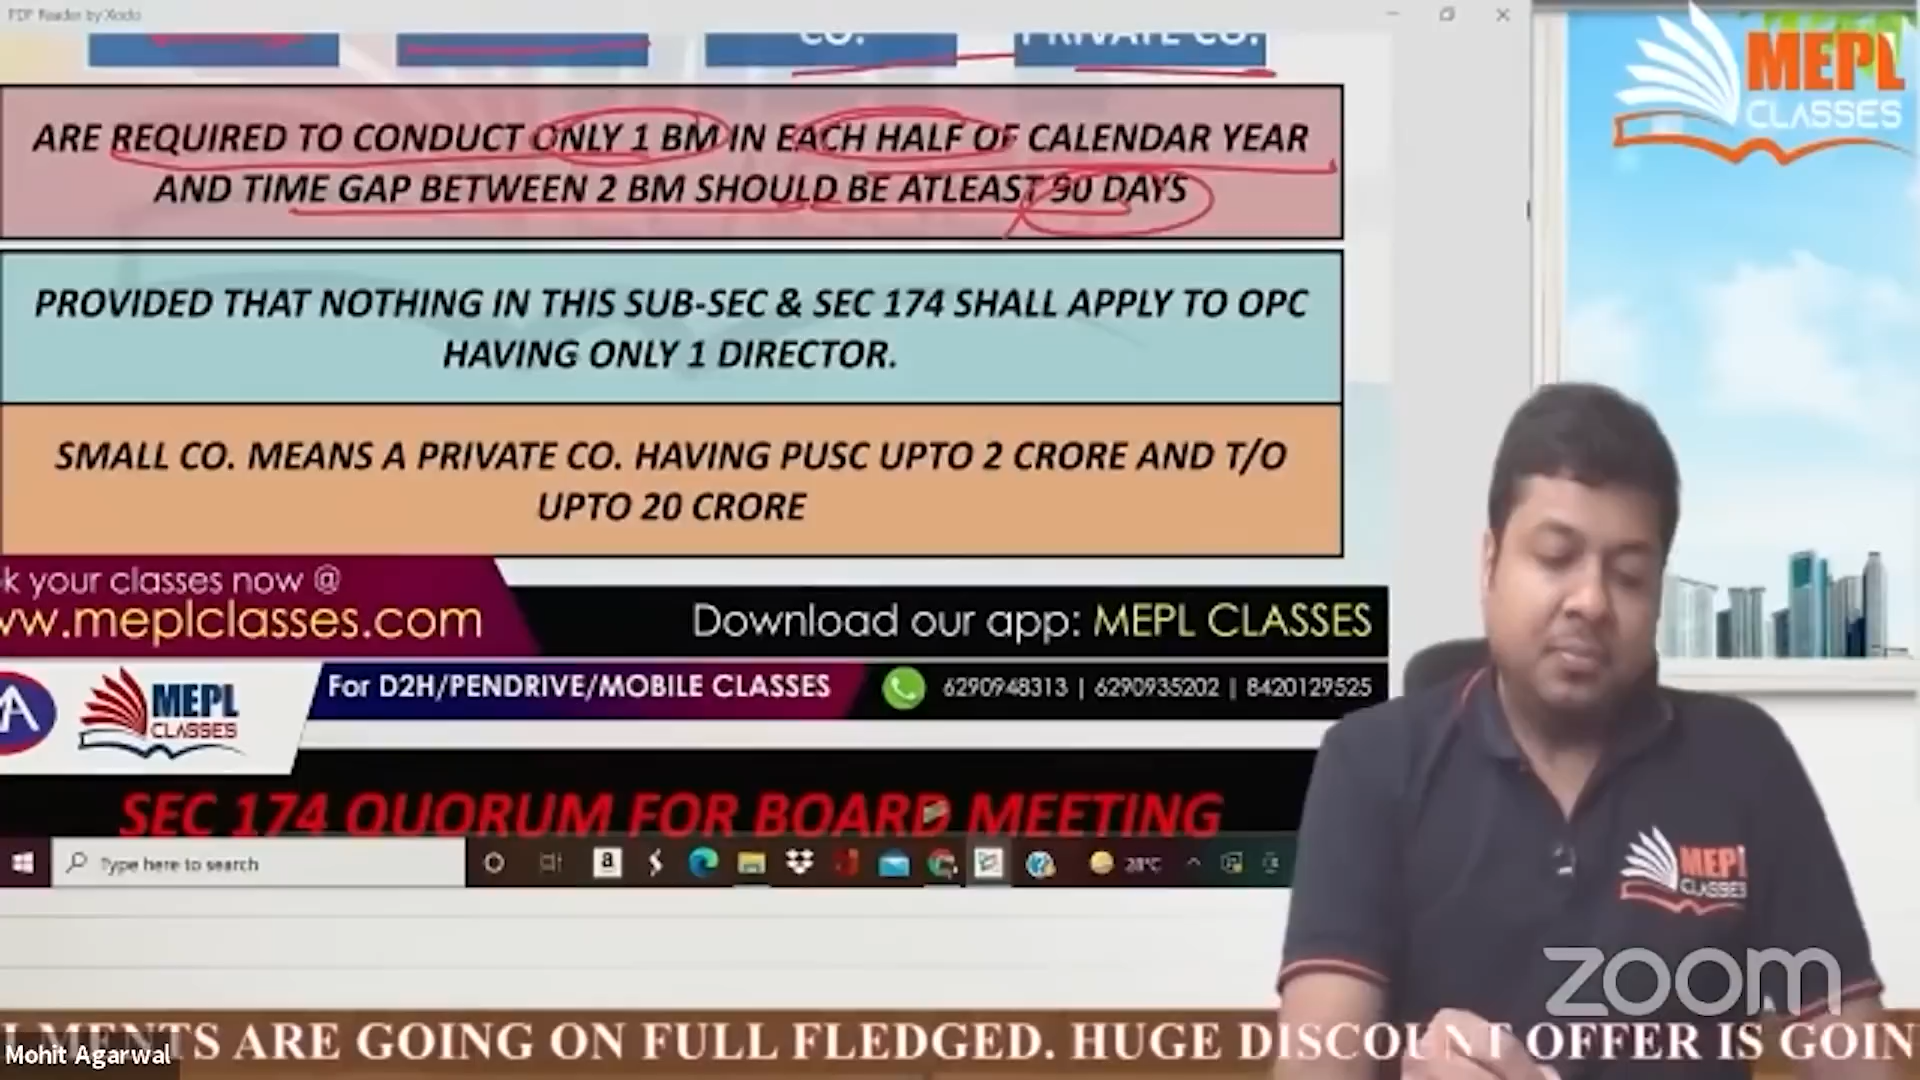 PDF Reader by Xodo
CO.
PRIVATE CO.
MEPL
CLASSES
ARE REQUIRED TO CONDUCT ONLY 1 BM IN EACH HALF OF CALENDAR YEAR
AND TIME GAP BETWEEN 2 BM SHOULD BE ATLEAST 90 DAYS
PROVIDED THAT NOTHING IN THIS SUB-SEC & SEC 174 SHALL APPLY TO OPC
HAVING ONLY 1 DIRECTOR.
SMALL CO. MEANS A PRIVATE CO. HAVING PUSC UPTO 2 CRORE AND T/O
UPTO 20 CRORE
k your classes now @
ww.meplclasses.com
Download our app: MEPL CLASSES
MEPL
CLASSES
For D2H/PENDRIVE/MOBILE CLASSES
6290948313 | 6290935202 | 8420129525
SEC 174 QUORUM FOR BOARD MEETING
Type here to search
28°C
MEPL
CLASSES
zoom
LMENTS ARE GOING ON FULL FLEDGED. HUGE DISCOUNT OFFER IS GOIN
Mohit Agarwal